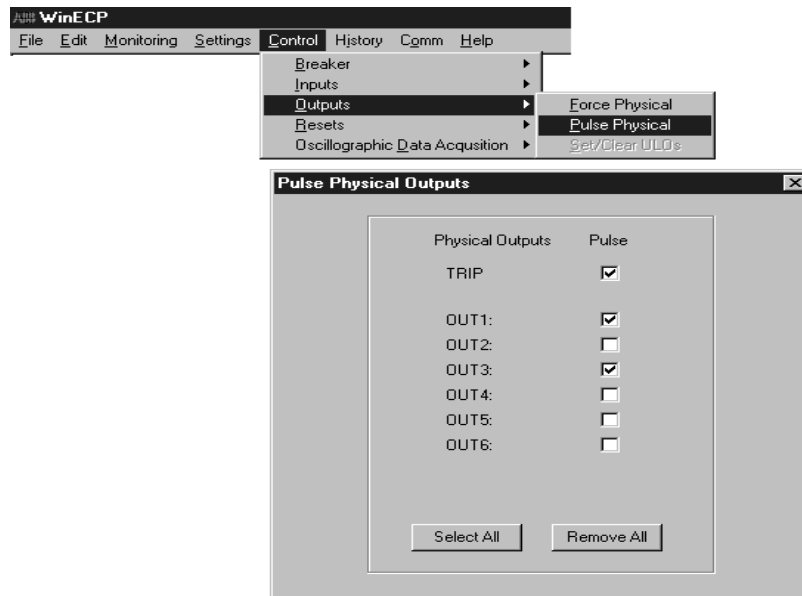 ABB WinECP
File Edit Monitoring Settings Control History Comm Help
Breaker
Inputs
Outputs
Resets
Oscillographic Data Acqusition
Force Physical
Pulse Physical
Set/Clear ULOs
Pulse Physical Outputs
Physical Outputs Pulse
TRIP
OUT1:
OUT2:
OUT3:
OUT4:
OUT5:
OUT6:
Select All Remove All